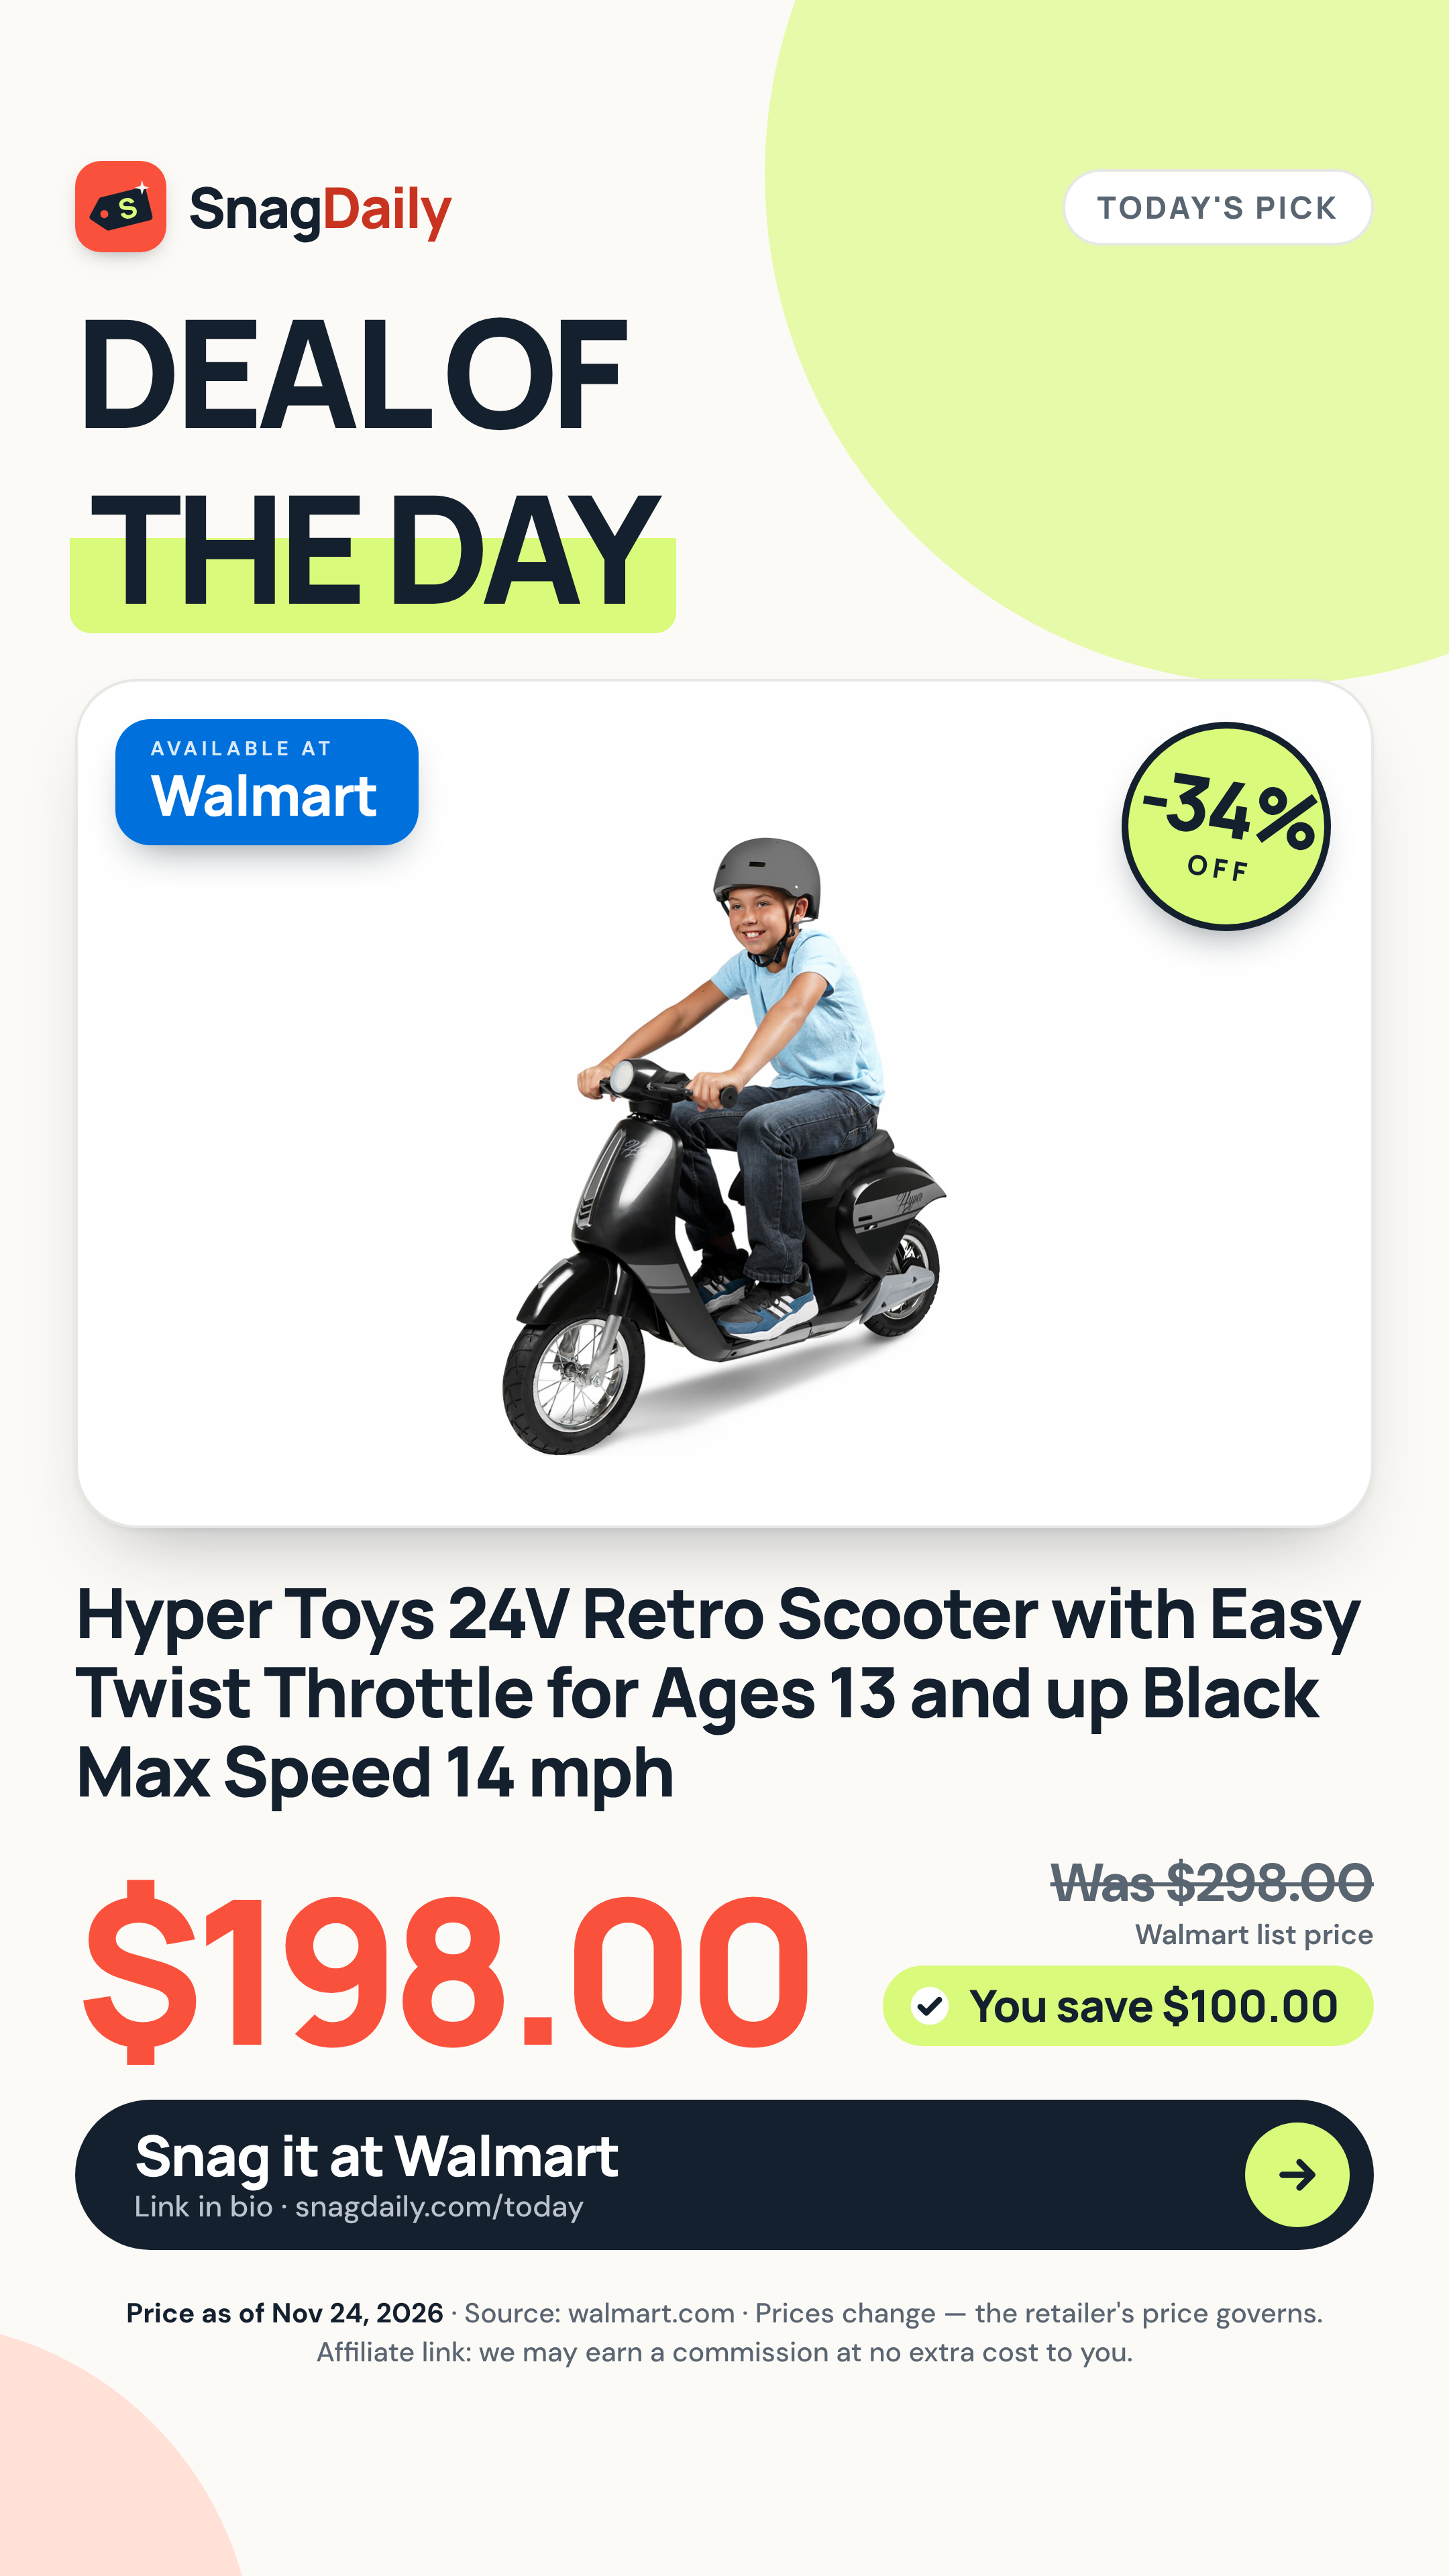 S
SnagDaily
TODAY'S PICK
DEAL OF
THE DAY
AVAILABLE AT
Walmart
-34%
OFF
Hyper
Hyper Toys 24V Retro Scooter with Easy
Twist Throttle for Ages 13 and up Black
Max Speed 14 mph
$198.00
Was $298.00
Walmart list price
You save $100.00
Snag it at Walmart
Link in bio · snagdaily.com/today
Price as of Nov 24, 2026 · Source: walmart.com · Prices change — the retailer's price governs.
Affiliate link: we may earn a commission at no extra cost to you.